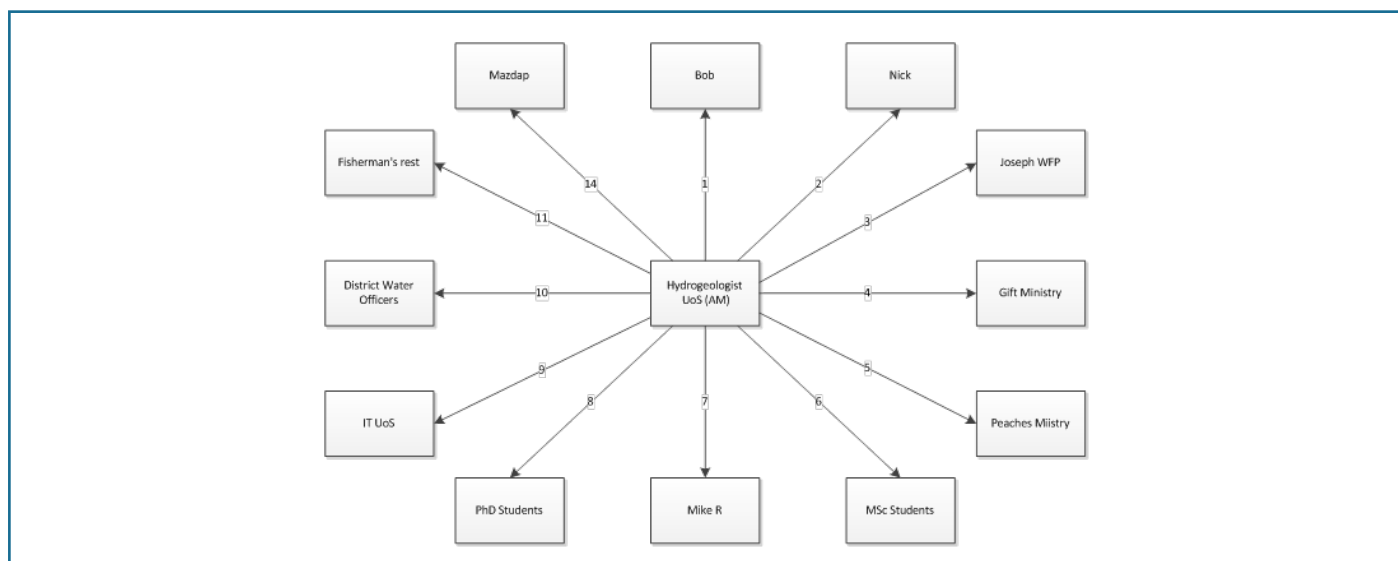 Mazdap
Bob
Nick
Fisherman's rest
Joseph WFP
14
1
2
11
3
District Water
Officers
10
Hydrogeologist
UoS (AM)
4
Gift Ministry
9
5
IT UoS
8
7
6
Peaches Miistry
PhD Students
Mike R
MSc Students